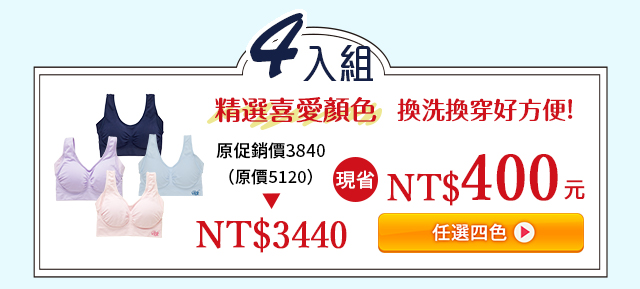 4入組
精選喜愛顏色 換洗換穿好方便!
原促銷價3840
（原價5120）
NT$3440
現省
NT$400元
任選四色